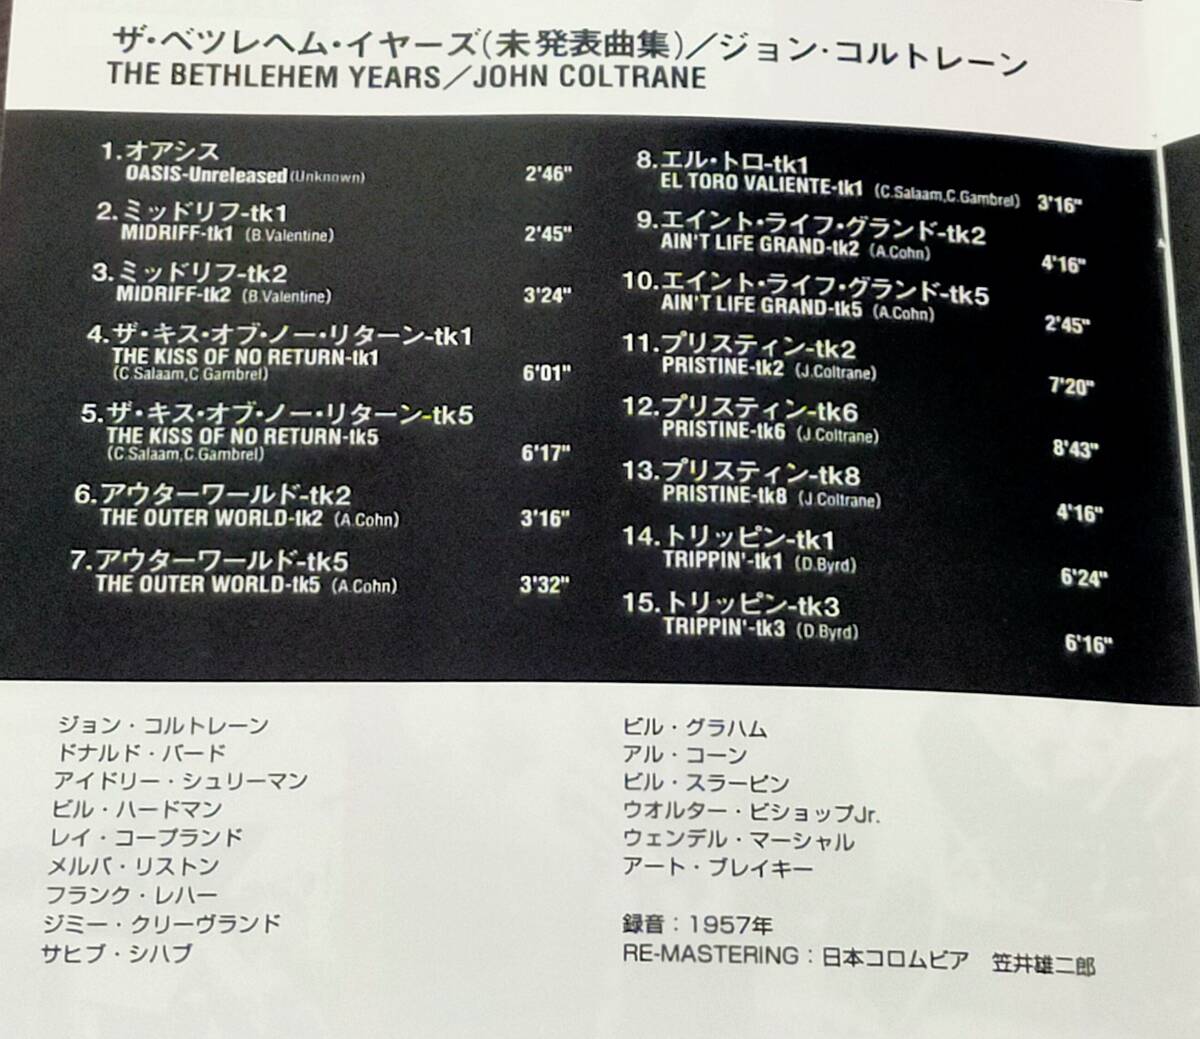 ザ・ベツレヘム・イヤーズ(未発表曲集)／ジョン・コルトレーン
THE BETHLEHEM YEARS／JOHN COLTRANE
1.オアシス
OASIS-Unreleased(Unknown) 2'46"
2.ミッドリフ-tk1
MIDRIFF-tk1 (B.Valentine) 2'45"
3.ミッドリフ-tk2
MIDRIFF-tk2 (B.Valentine) 3'24"
4.ザ・キス・オブ・ノー・リターン-tk1
THE KISS OF NO RETURN-tk1
(C.Salaam,C.Gambrel) 6'01"
5.ザ・キス・オブ・ノー・リターン-tk5
THE KISS OF NO RETURN-tk5
(C.Salaam,C.Gambrel) 6'17"
6.アウターワールド-tk2
THE OUTER WORLD-tk2 (A.Cohn) 3'16"
7.アウターワールド-tk5
THE OUTER WORLD-tk5 (A.Cohn) 3'32"
8.エル・トロ-tk1
EL TORO VALIENTE-tk1 (C.Salaam,C.Gambrel) 3'16"
9.エイント・ライフ・グランド-tk2
AIN'T LIFE GRAND-tk2 (A.Cohn) 4'16"
10.エイント・ライフ・グランド-tk5
AIN'T LIFE GRAND-tk5 (A.Cohn) 2'45"
11.プリスティン-tk2
PRISTINE-tk2 (J.Coltrane) 7'20"
12.プリスティン-tk6
PRISTINE-tk6 (J.Coltrane) 8'43"
13.プリスティン-tk8
PRISTINE-tk8 (J.Coltrane) 4'16"
14.トリッピン-tk1
TRIPPIN'-tk1 (D.Byrd) 6'24"
15.トリッピン-tk3
TRIPPIN'-tk3 (D.Byrd) 6'16"
ジョン・コルトレーン
ドナルド・バード
アイドリー・シュリーマン
ビル・ハードマン
レイ・コープランド
メルバ・リストン
フランク・レハー
ジミー・クリーヴランド
サヒブ・シハブ
ビル・グラハム
アル・コーン
ビル・スラーピン
ウオルター・ビショップJr.
ウェンデル・マーシャル
アート・ブレイキー
録音：1957年
RE-MASTERING：日本コロムビア 笠井雄二郎